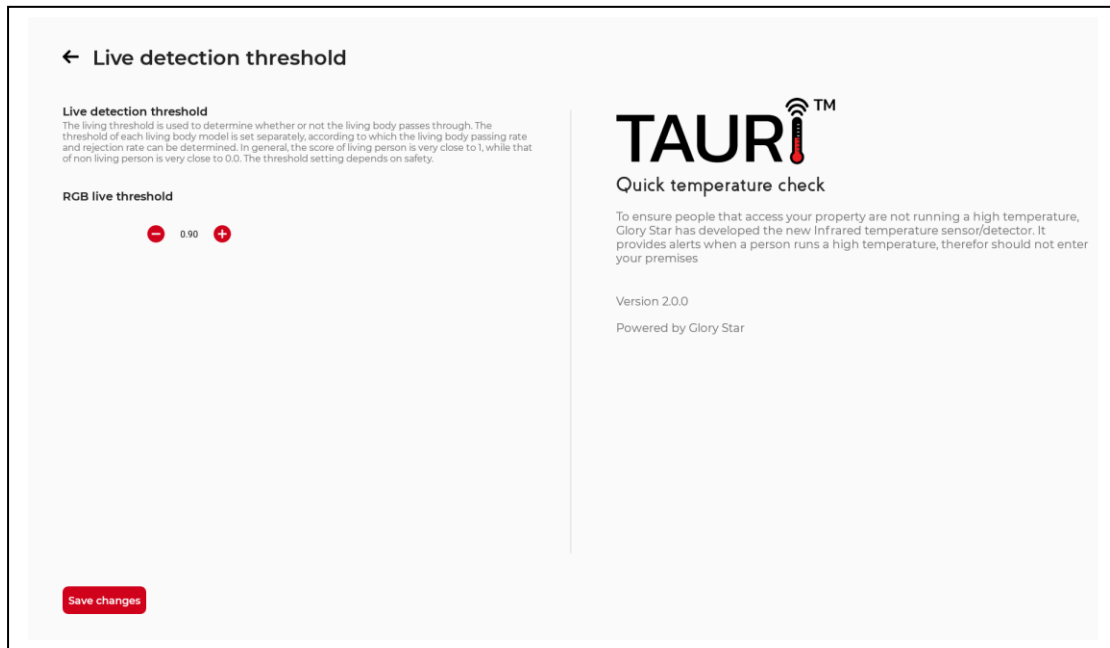 ← Live detection threshold
Live detection threshold
The living threshold is used to determine whether or not the living body passes through. The
threshold of each living body model is set separately, according to which the living body passing rate
and rejection rate can be determined. In general, the score of living person is very close to 1, while that
of non living person is very close to 0.0. The threshold setting depends on safety.
RGB live threshold
0.90
Save changes
TAURi™
Quick temperature check
To ensure people that access your property are not running a high temperature,
Glory Star has developed the new Infrared temperature sensor/detector. It
provides alerts when a person runs a high temperature, therefor should not enter
your premises
Version 2.0.0
Powered by Glory Star